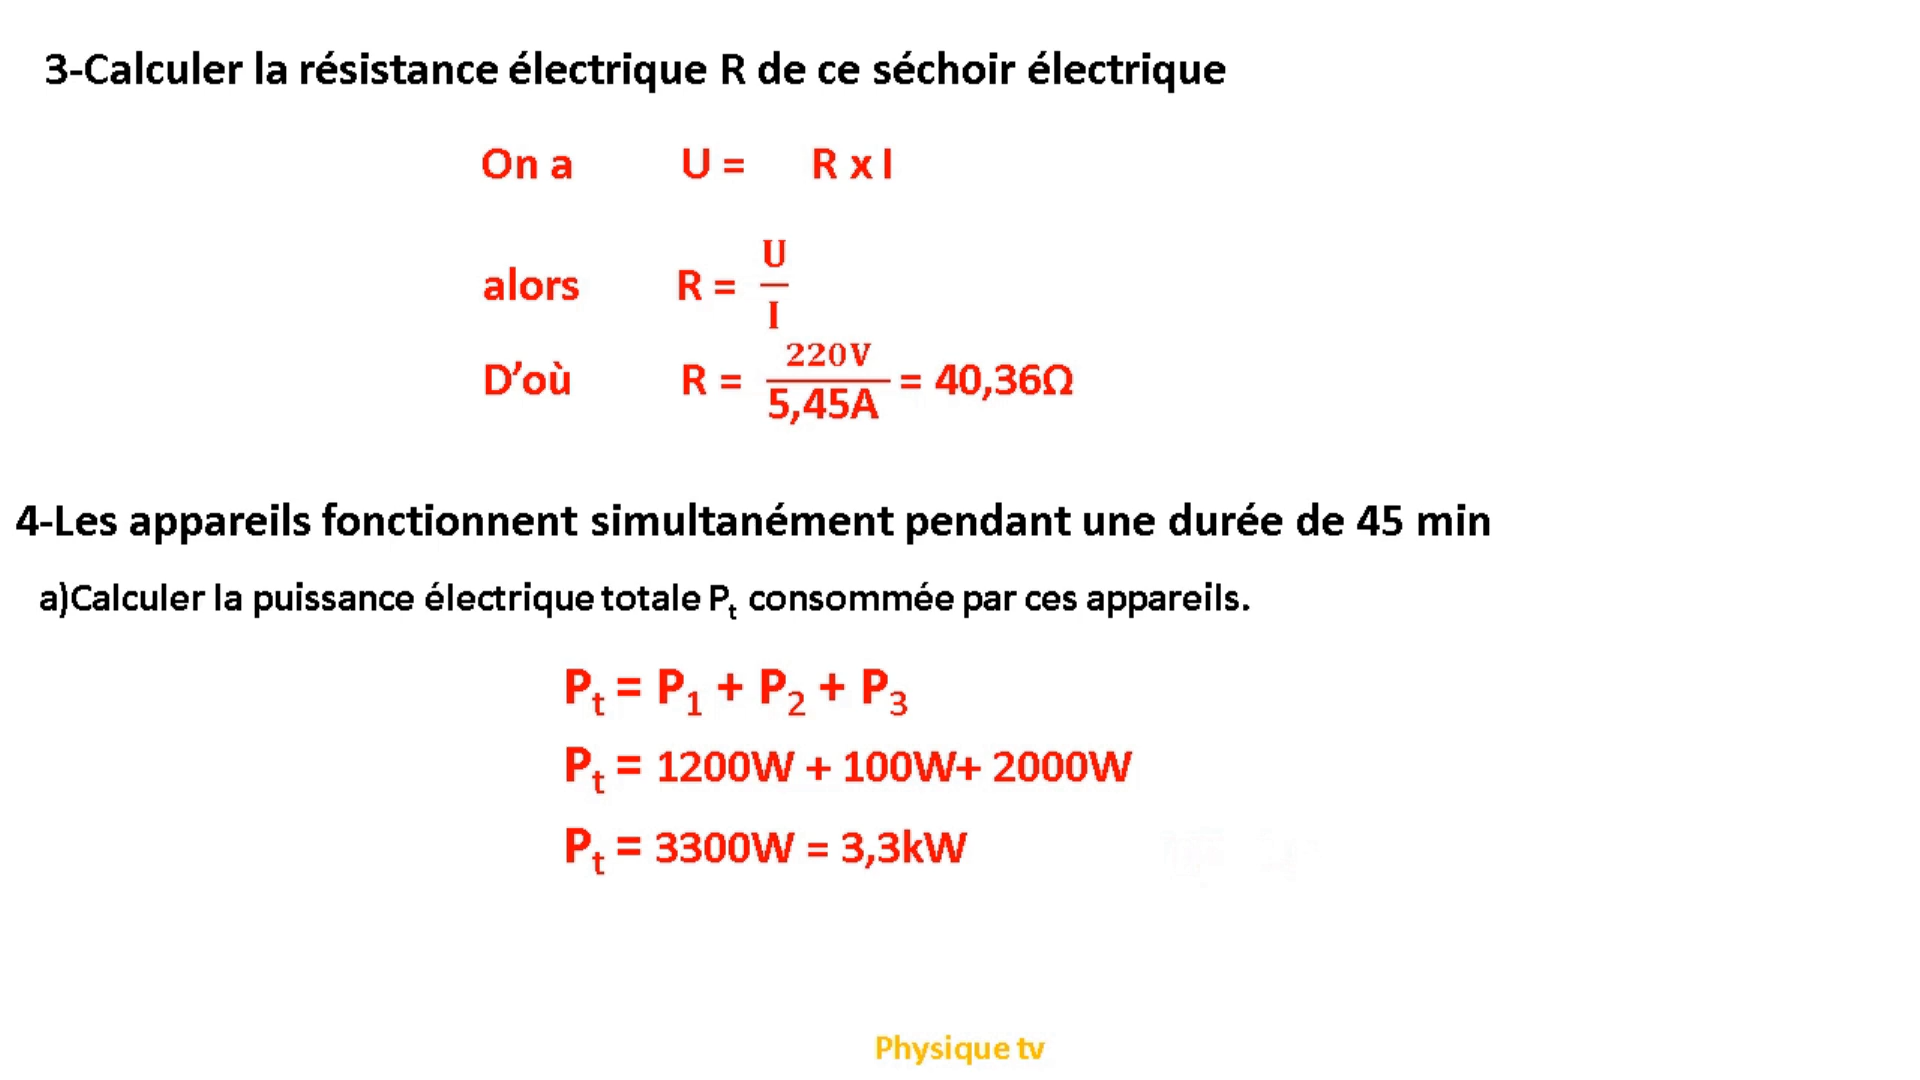 3-Calculer la résistance électrique R de ce séchoir électrique
On a U = R x I
alors R = U/I
D'où R = 220V/5,45A = 40,36Ω
4-Les appareils fonctionnent simultanément pendant une durée de 45 min
a)Calculer la puissance électrique totale Pt consommée par ces appareils.
Pt = P1 + P2 + P3
Pt = 1200W + 100W+ 2000W
Pt = 3300W = 3,3kW
Physique tv